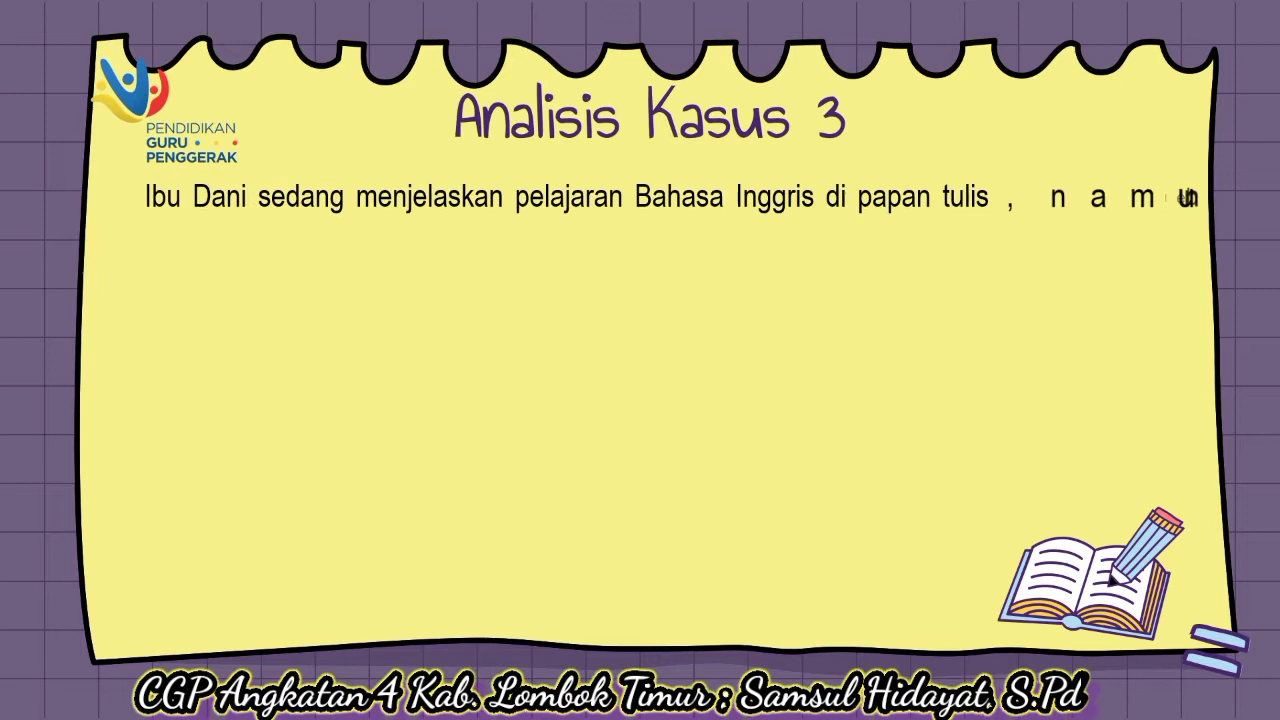 PENDIDIKAN
GURU
PENGGERAK
Analisis Kasus 3
Ibu Dani sedang menjelaskan pelajaran Bahasa Inggris di papan tulis ,
CGP Angkatan 4 Kab. Lombok Timur : Samsul Hidayat. S.Pd